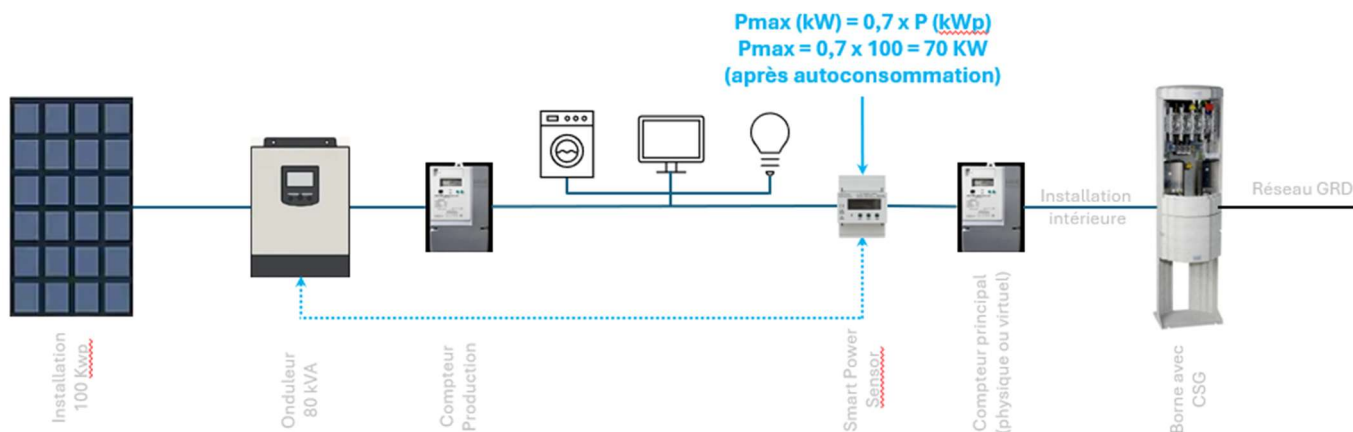 Pmax (kW) = 0,7 x P (kWp)
Pmax = 0,7 x 100 = 70 KW
(après autoconsommation)
Installation
intérieure
Réseau GRD
Installation
100 Kwp
Onduleur
80 kVA
Compteur
Production
Smart Power
Sensor
Compteur principal
(physique ou virtuel)
Borne avec
CSG